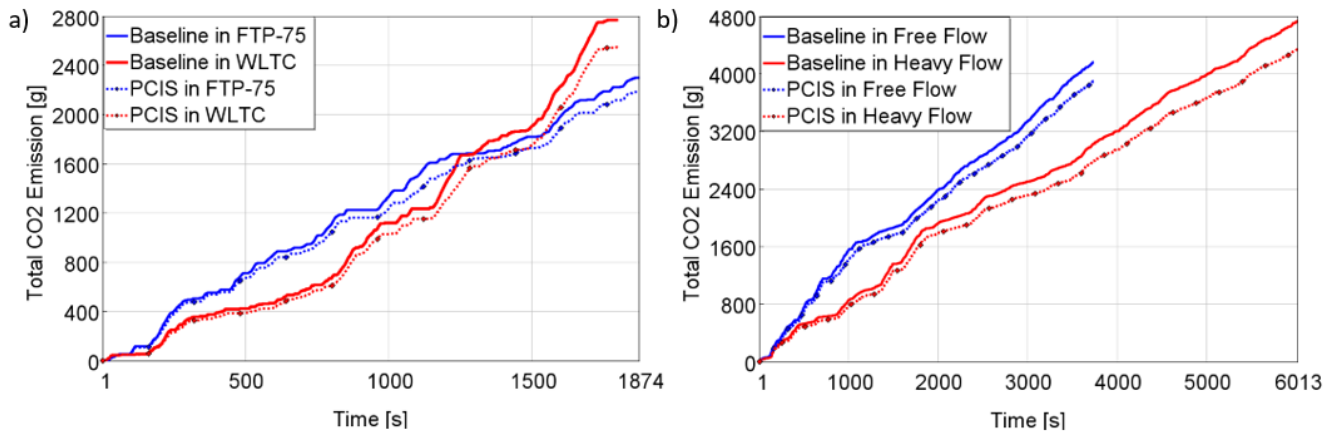 a)
Total CO2 Emission [g]
2800
2400
2000
1600
1200
800
400
0
Baseline in FTP-75
Baseline in WLTC
PCIS in FTP-75
PCIS in WLTC
1 500 1000 1500 1874
Time [s]
b)
Total CO2 Emission [g]
4800
4000
3200
2400
1600
800
0
Baseline in Free Flow
Baseline in Heavy Flow
PCIS in Free Flow
PCIS in Heavy Flow
1 1000 2000 3000 4000 5000 6013
Time [s]